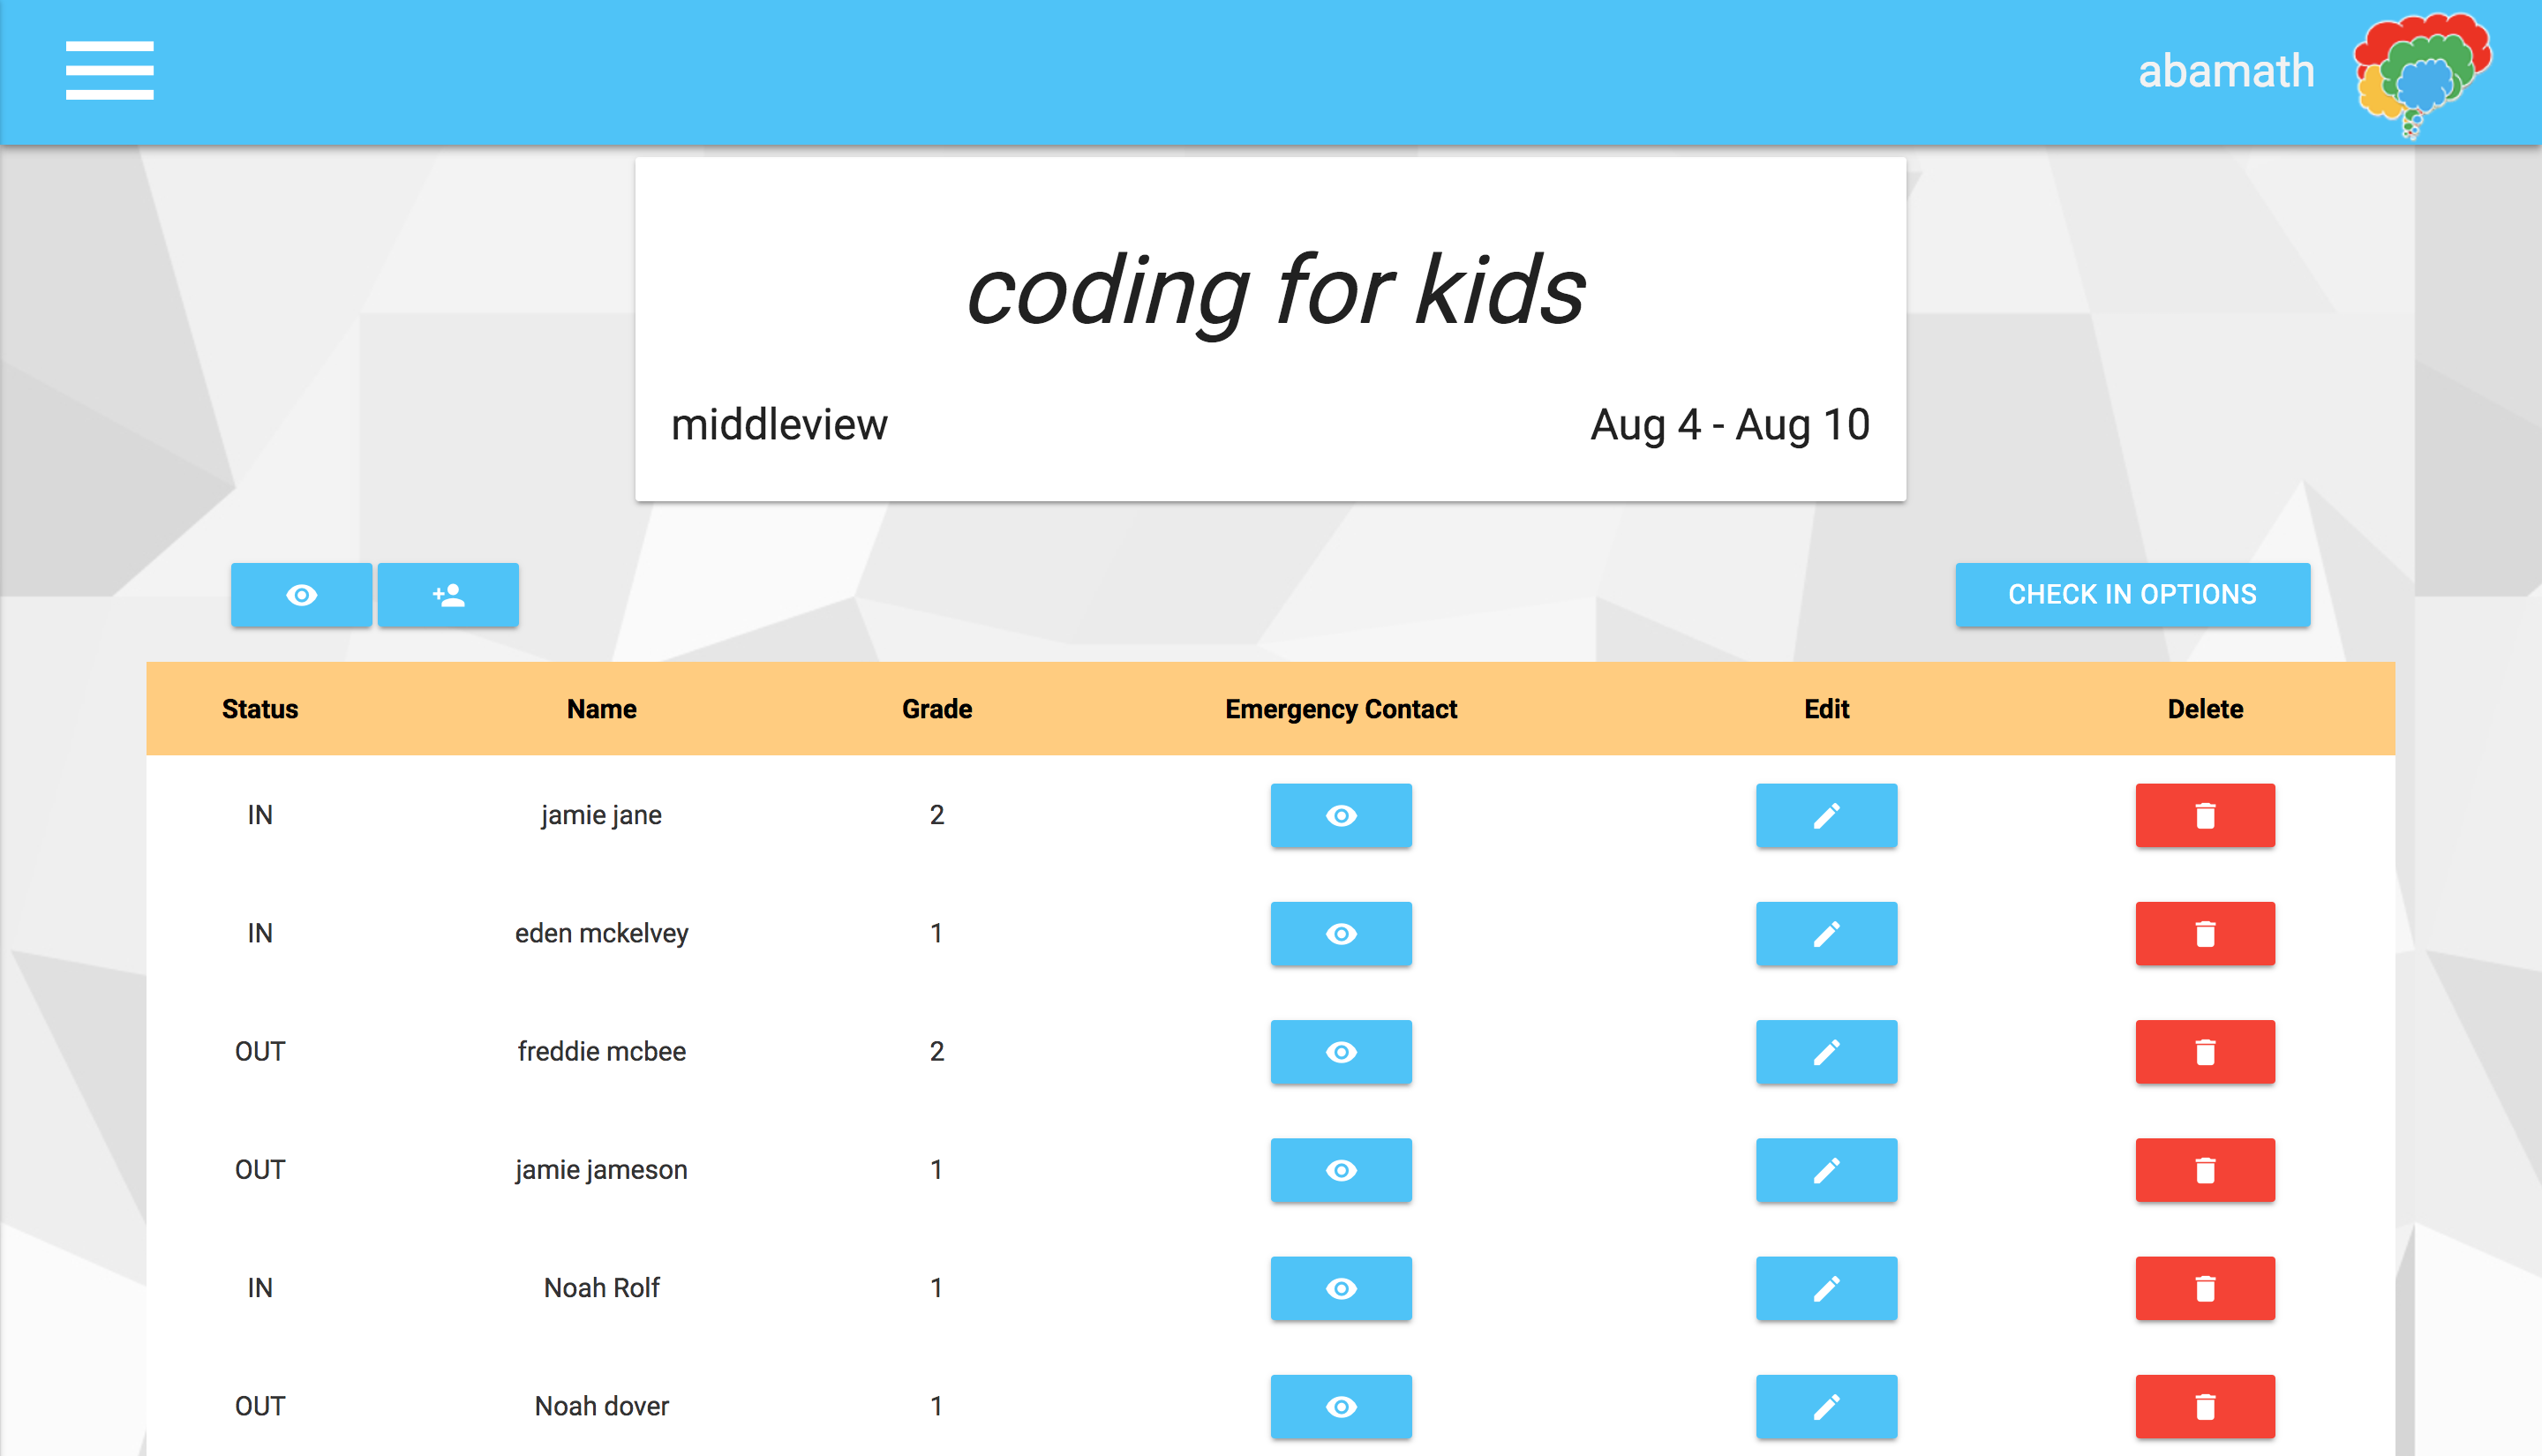 abamath
coding for kids
middleview Aug 4 - Aug 10
CHECK IN OPTIONS
Status Name Grade Emergency Contact Edit Delete
IN jamie jane 2
IN eden mckelvey 1
OUT freddie mcbee 2
OUT jamie jameson 1
IN Noah Rolf 1
OUT Noah dover 1